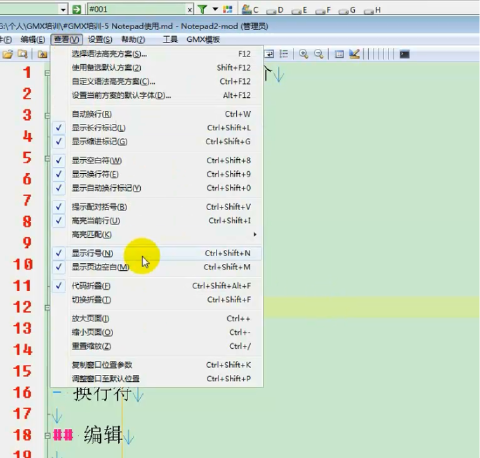 #001
C D E F G H
G:\个人\GMX培训\#GMX培训-5 Notepad使用.md - Notepad2-mod (管理员)
编辑(E) 查看(V) 设置(S) 帮助(?) 工具 GMX模板
选择语法高亮方案(S)... F12
使用备选默认方案(2) Shift+F12
自定义语法高亮方案(C)... Ctrl+F12
设置当前方案的默认字体(D)... Alt+F12
自动换行(R) Ctrl+W
显示长行标记(L) Ctrl+Shift+L
显示缩进标记(G) Ctrl+Shift+G
显示空白符(W) Ctrl+Shift+8
显示换行符(E) Ctrl+Shift+9
显示自动换行标记(Y) Ctrl+Shift+0
提示配对括号(B) Ctrl+Shift+V
高亮当前行(U) Ctrl+Shift+I
高亮匹配(K)
显示行号(N) Ctrl+Shift+N
显示页边空白(M) Ctrl+Shift+M
代码折叠(F) Ctrl+Shift+Alt+F
切换折叠(T) Ctrl+Shift+F
放大页面(I) Ctrl++
缩小页面(O) Ctrl+-
重置缩放(Z) Ctrl+/
复制窗口位置参数 Ctrl+Shift+K
调整窗口至默认位置 Ctrl+Shift+P
1 个↓
2
3
4
5
6
7
8
9
10
11
12
13
14
15
16 - 换行符↓
17 ↓
18 ## 编辑↓
19 ↓